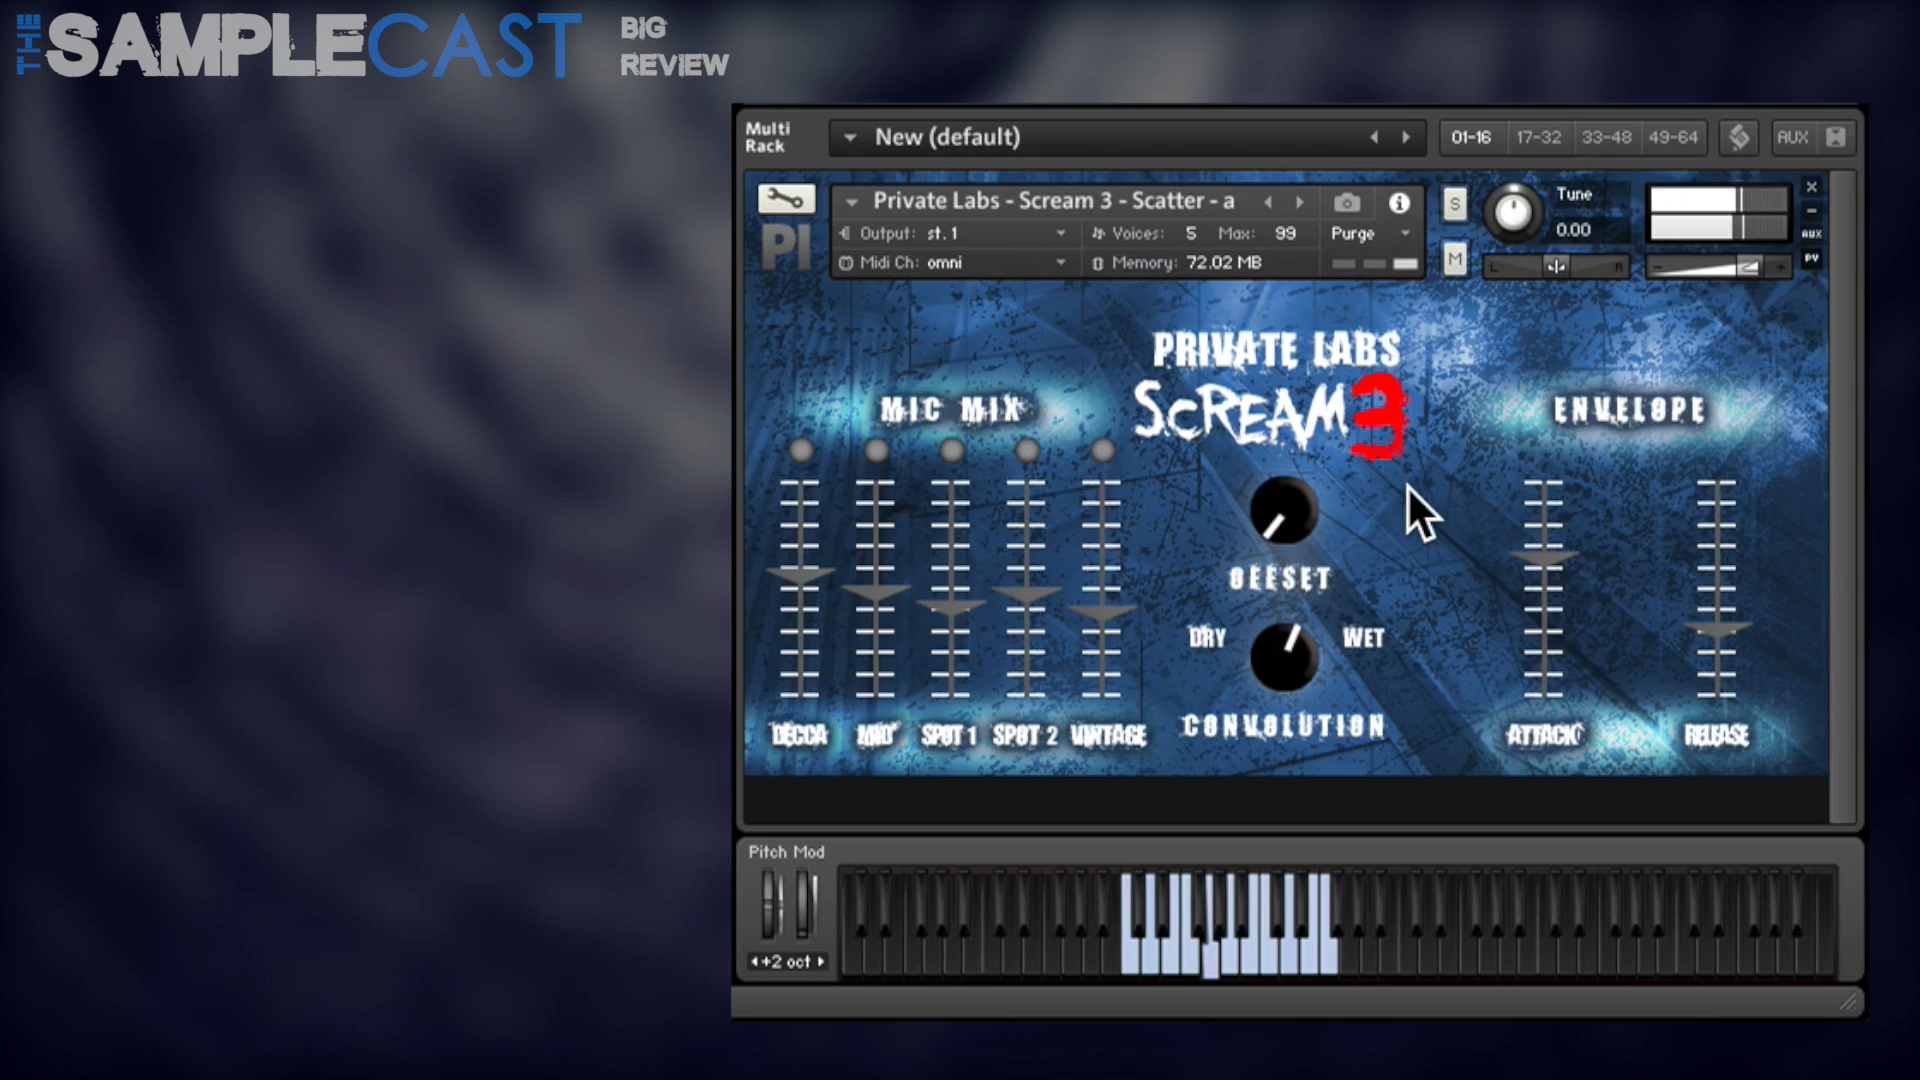 THE SAMPLECAST
BIG
REVIEW
Multi
Rack
New (default)
01-16 17-32 33-48 49-64 AUX
Private Labs - Scream 3 - Scatter - a
Output: st.1
Voices: 5 Max: 99
Purge
Midi Ch: omni
Memory: 72.02 MB
S
M
Tune
0.00
L R
AUX
PV
PI
PRIVATE LABS
SCREAM 3
MIC MIX
ENVELOPE
OFFSET
DRY
WET
CONVOLUTION
DECCA
MID
SPOT 1
SPOT 2
VINTAGE
ATTACK
RELEASE
Pitch Mod
+2 oct